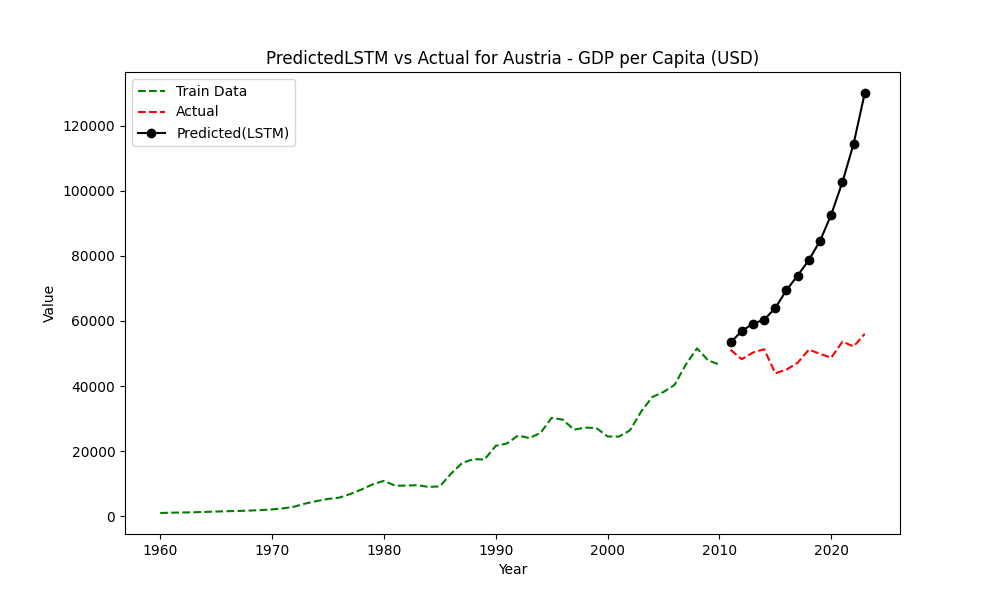 PredictedLSTM vs Actual for Austria - GDP per Capita (USD)
Train Data
Actual
Predicted(LSTM)
120000
100000
80000
60000
40000
20000
0
Value
1960 1970 1980 1990 2000 2010 2020
Year